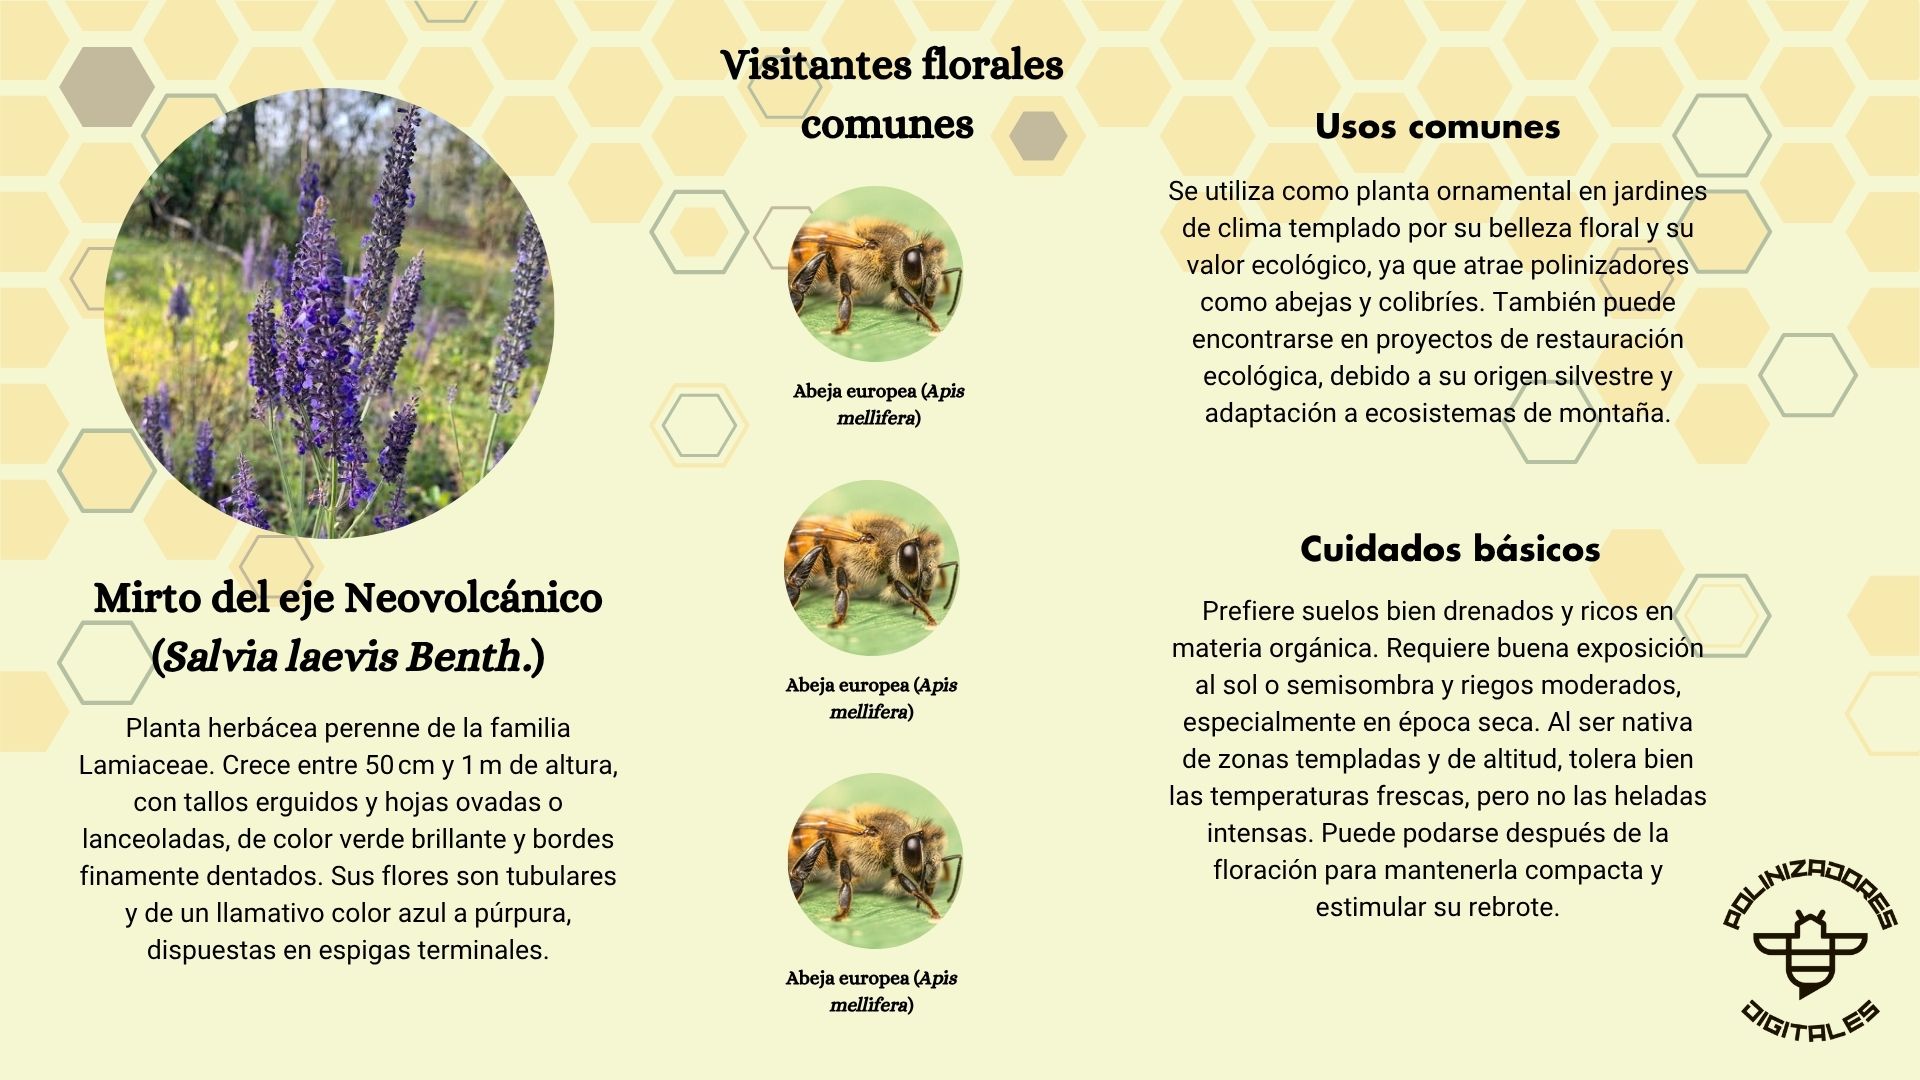 Mirto del eje Neovolcánico
(Salvia laevis Benth.)
Planta herbácea perenne de la familia
Lamiaceae. Crece entre 50 cm y 1 m de altura,
con tallos erguidos y hojas ovadas o
lanceoladas, de color verde brillante y bordes
finamente dentados. Sus flores son tubulares
y de un llamativo color azul a púrpura,
dispuestas en espigas terminales.
Visitantes florales
comunes
Abeja europea (Apis
mellifera)
Abeja europea (Apis
mellifera)
Abeja europea (Apis
mellifera)
Usos comunes
Se utiliza como planta ornamental en jardines
de clima templado por su belleza floral y su
valor ecológico, ya que atrae polinizadores
como abejas y colibríes. También puede
encontrarse en proyectos de restauración
ecológica, debido a su origen silvestre y
adaptación a ecosistemas de montaña.
Cuidados básicos
Prefiere suelos bien drenados y ricos en
materia orgánica. Requiere buena exposición
al sol o semisombra y riegos moderados,
especialmente en época seca. Al ser nativa
de zonas templadas y de altitud, tolera bien
las temperaturas frescas, pero no las heladas
intensas. Puede podarse después de la
floración para mantenerla compacta y
estimular su rebrote.
POLINIZADORES
DIGITALES